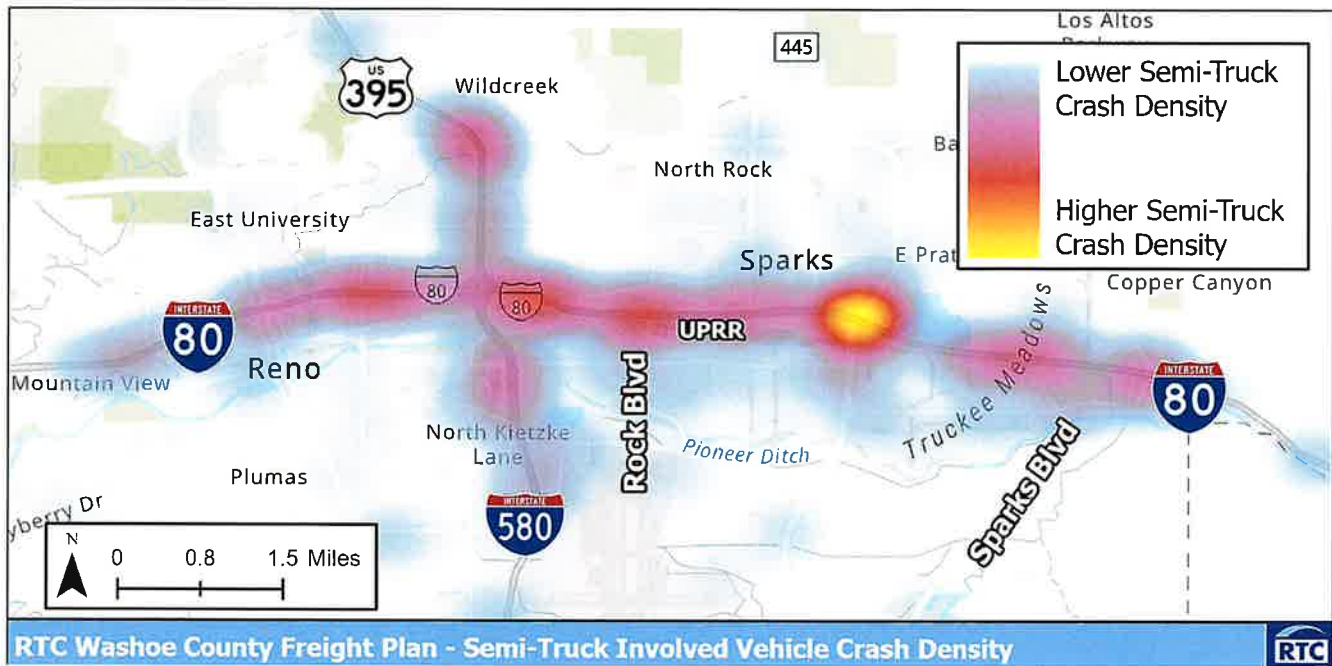 Los Altos
445
US
395
Wildcreek
Lower Semi-Truck
Crash Density
Higher Semi-Truck
Crash Density
Ba
North Rock
East University
Sparks
E Prat
Copper Canyon
80
80
INTERSTATE
80
UPRR
Reno
Mountain View
Rock Blvd
Truckee Meadows
INTERSTATE
80
North Kietzke
Lane
Pioneer Ditch
Plumas
Sparks Blvd
yberry Dr
INTERSTATE
580
N
0 0.8 1.5 Miles
RTC Washoe County Freight Plan - Semi-Truck Involved Vehicle Crash Density
RTC